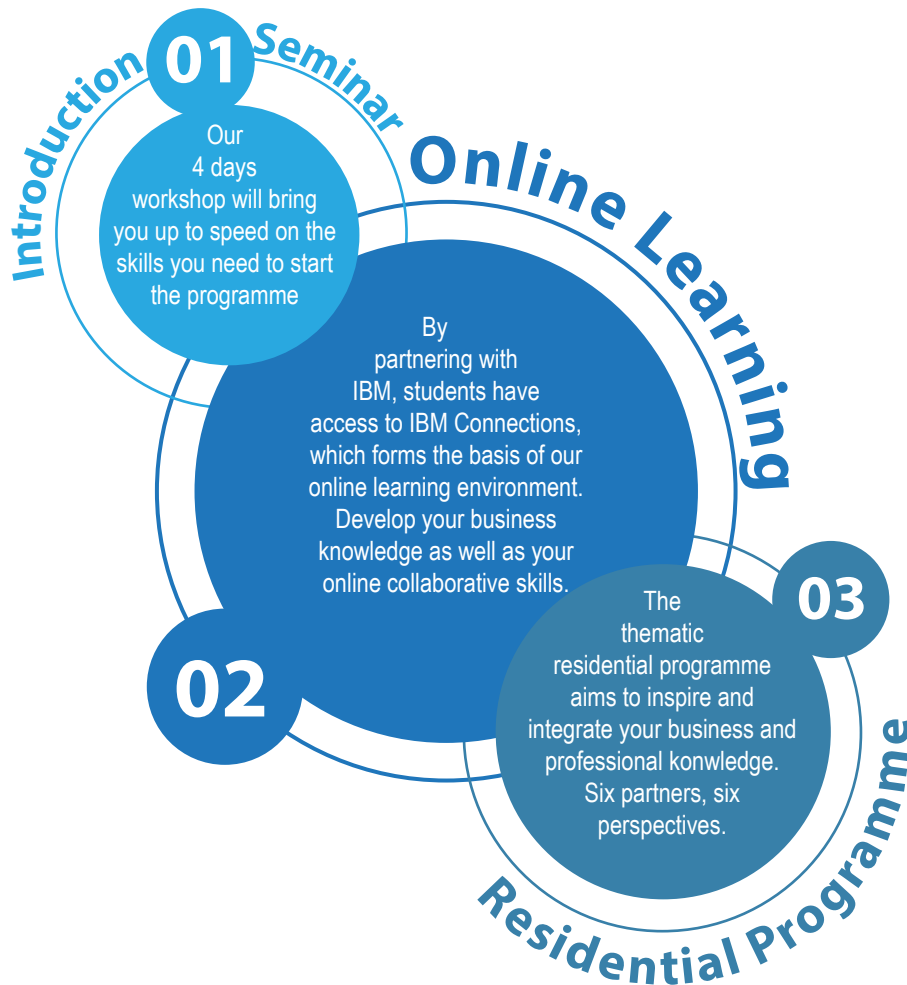 01
Introduction Seminar
Our
4 days
workshop will bring
you up to speed on the
skills you need to start
the programme
Online Learning
By
partnering with
IBM, students have
access to IBM Connections,
which forms the basis of our
online learning environment.
Develop your business
knowledge as well as your
online collaborative skills.
02
03
The
thematic
residential programme
aims to inspire and
integrate your business and
professional konwledge.
Six partners, six
perspectives.
Residential Programme